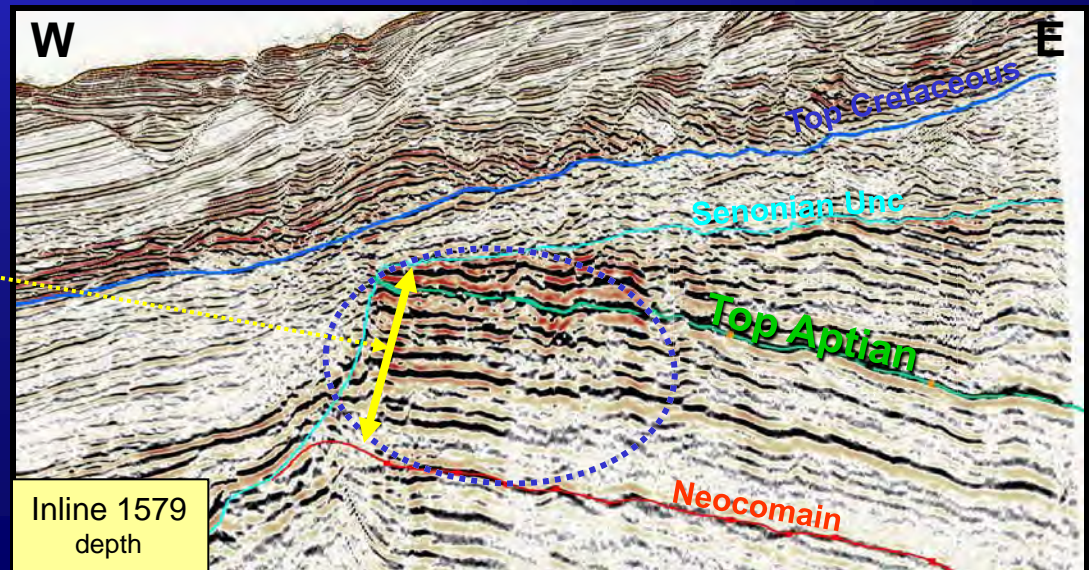 W
E
Top Cretaceous
Senonian Unc
Top Aptian
Neocomain
Inline 1579
depth